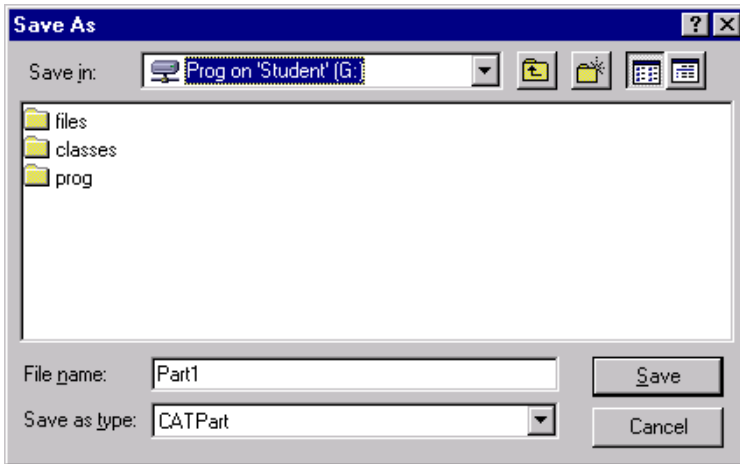 Save As
Save in: Prog on 'Student' (G:)
files
classes
prog
File name: Part1 Save
Save as type: CATPart Cancel